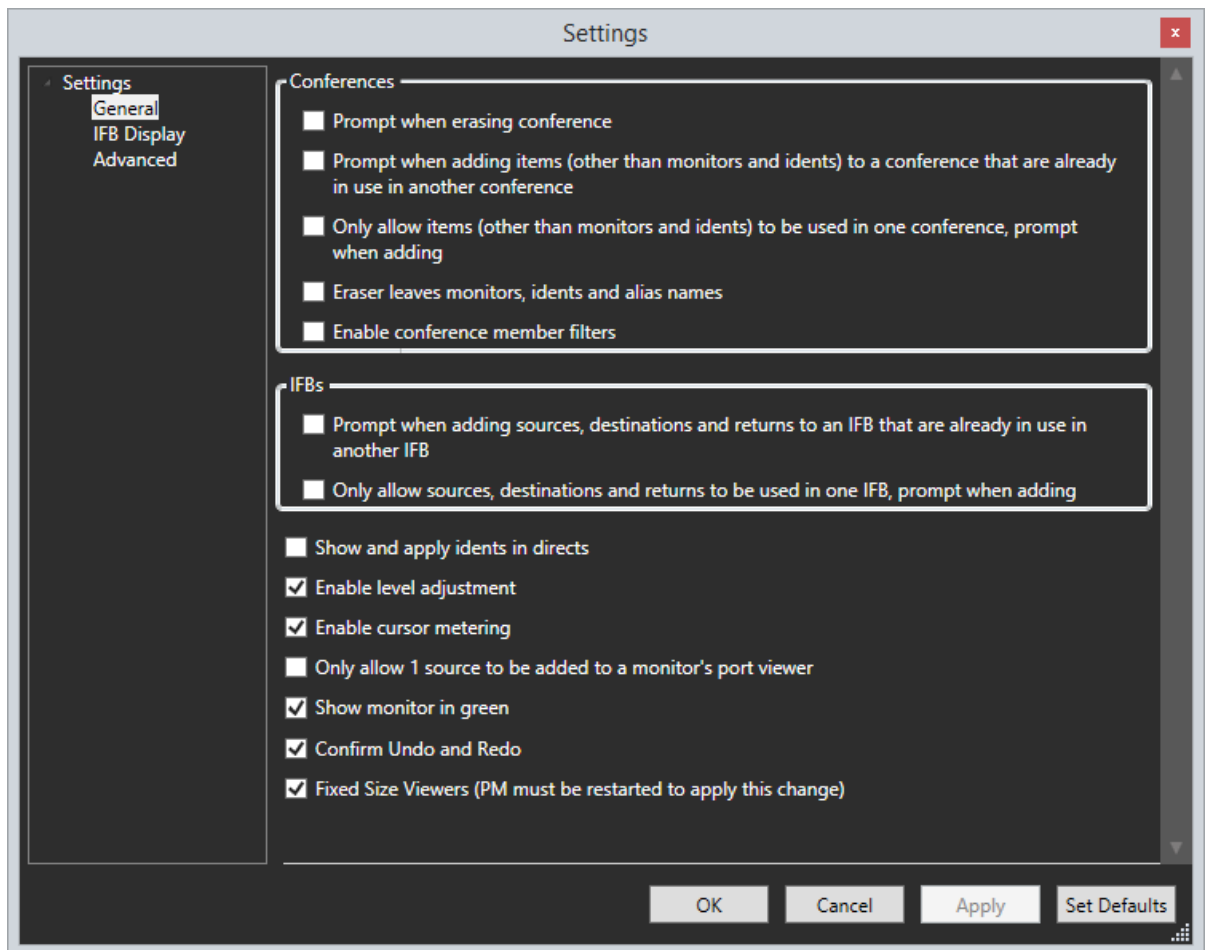 Settings
x
Settings
General
IFB Display
Advanced
Conferences
Prompt when erasing conference
Prompt when adding items (other than monitors and idents) to a conference that are already
in use in another conference
Only allow items (other than monitors and idents) to be used in one conference, prompt
when adding
Eraser leaves monitors, idents and alias names
Enable conference member filters
IFBs
Prompt when adding sources, destinations and returns to an IFB that are already in use in
another IFB
Only allow sources, destinations and returns to be used in one IFB, prompt when adding
Show and apply idents in directs
Enable level adjustment
Enable cursor metering
Only allow 1 source to be added to a monitor's port viewer
Show monitor in green
Confirm Undo and Redo
Fixed Size Viewers (PM must be restarted to apply this change)
OK Cancel Apply Set Defaults